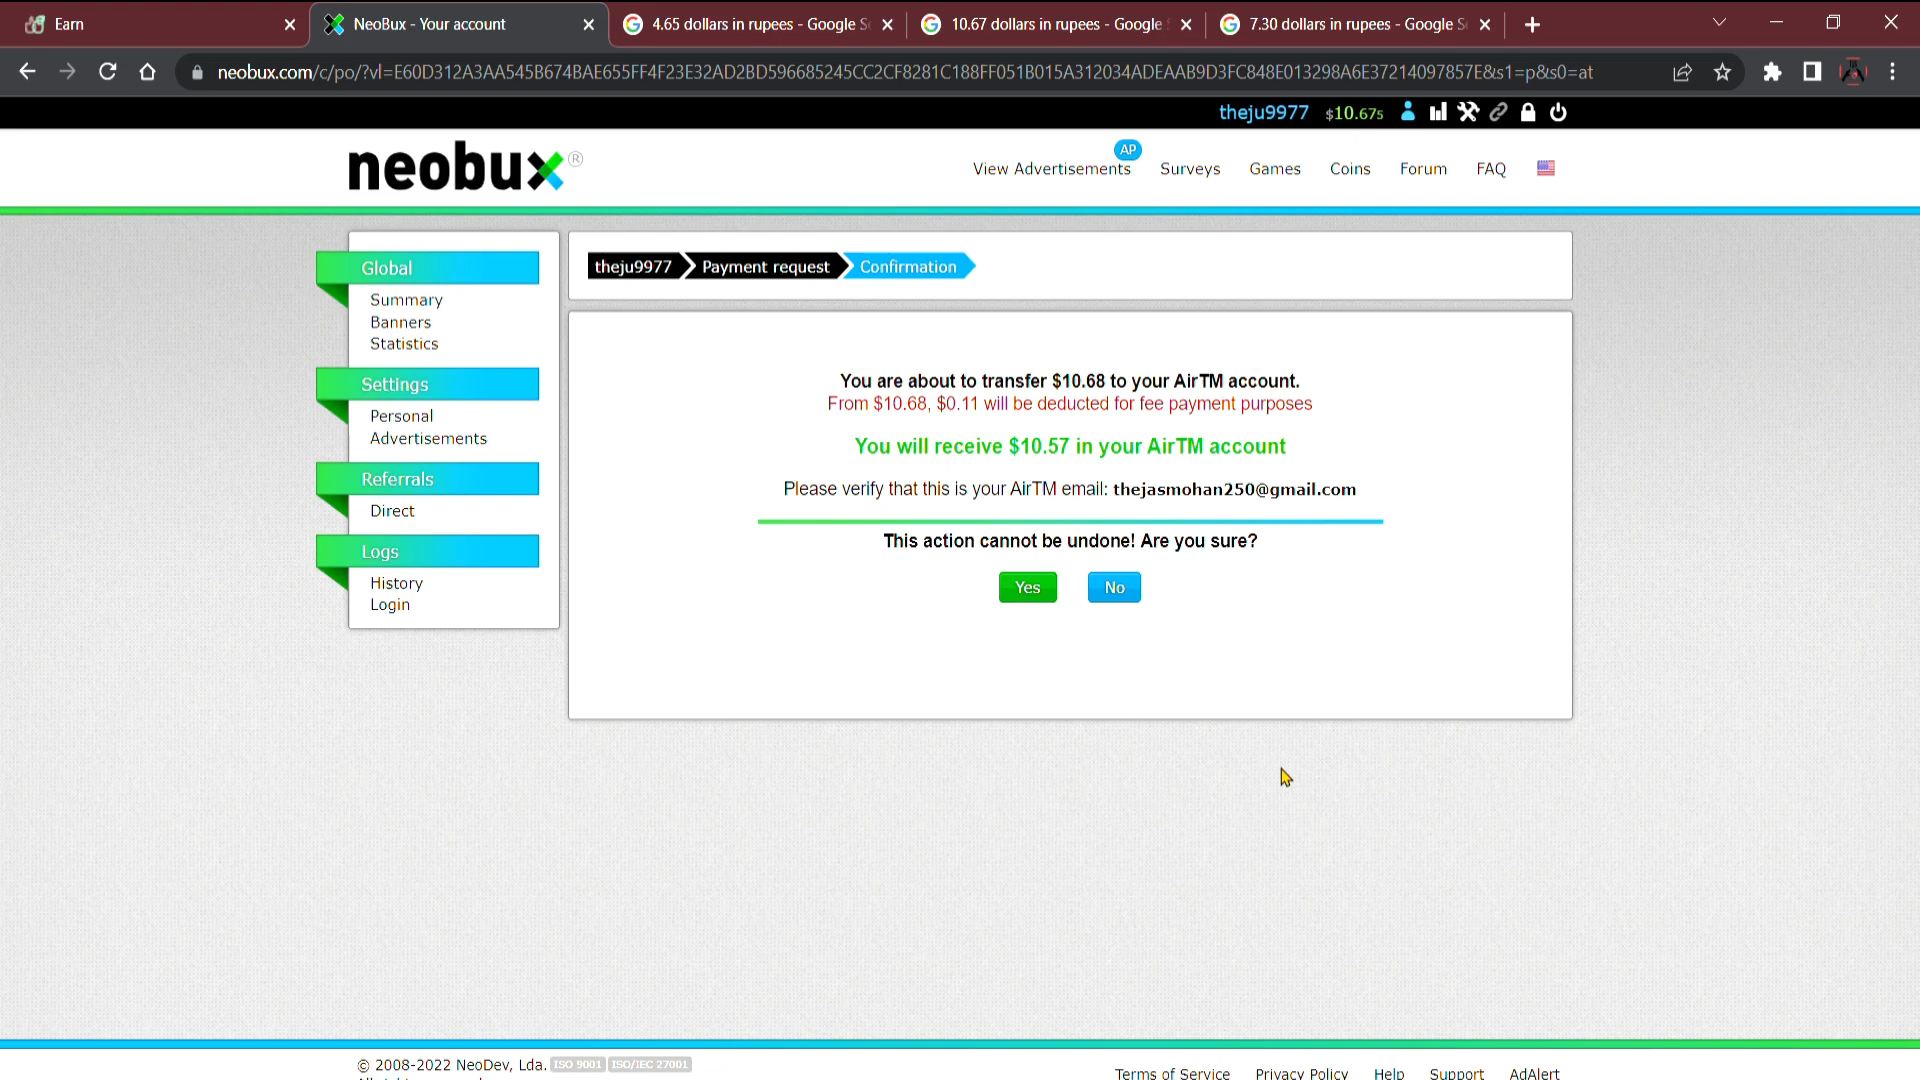 Earn
NeoBux - Your account
4.65 dollars in rupees - Google S
10.67 dollars in rupees - Google
7.30 dollars in rupees - Google S
neobux.com/c/po/?vl=E60D312A3AA545B674BAE655FF4F23E32AD2BD596685245CC2CF8281C188FF051B015A312034ADEAAB9D3FC848E013298A6E37214097857E&s1=p&s0=at
theju9977 $10.675
neobux®
AP
View Advertisements Surveys Games Coins Forum FAQ
Global
Summary
Banners
Statistics
Settings
Personal
Advertisements
Referrals
Direct
Logs
History
Login
theju9977 Payment request Confirmation
You are about to transfer $10.68 to your AirTM account.
From $10.68, $0.11 will be deducted for fee payment purposes
You will receive $10.57 in your AirTM account
Please verify that this is your AirTM email: thejasmohan250@gmail.com
This action cannot be undone! Are you sure?
Yes No
© 2008-2022 NeoDev, Lda. ISO 9001 ISO/IEC 27001
Terms of Service Privacy Policy Help Support AdAlert